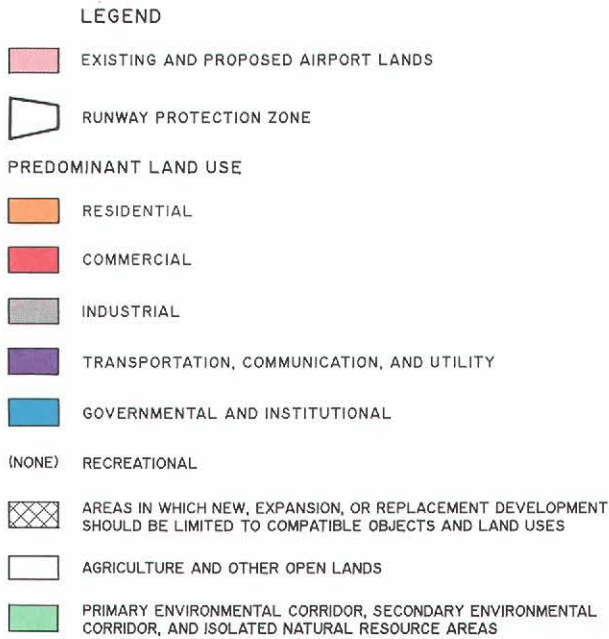 LEGEND
EXISTING AND PROPOSED AIRPORT LANDS
RUNWAY PROTECTION ZONE
PREDOMINANT LAND USE
RESIDENTIAL
COMMERCIAL
INDUSTRIAL
TRANSPORTATION, COMMUNICATION, AND UTILITY
GOVERNMENTAL AND INSTITUTIONAL
(NONE) RECREATIONAL
AREAS IN WHICH NEW, EXPANSION, OR REPLACEMENT DEVELOPMENT
SHOULD BE LIMITED TO COMPATIBLE OBJECTS AND LAND USES
AGRICULTURE AND OTHER OPEN LANDS
PRIMARY ENVIRONMENTAL CORRIDOR, SECONDARY ENVIRONMENTAL
CORRIDOR, AND ISOLATED NATURAL RESOURCE AREAS